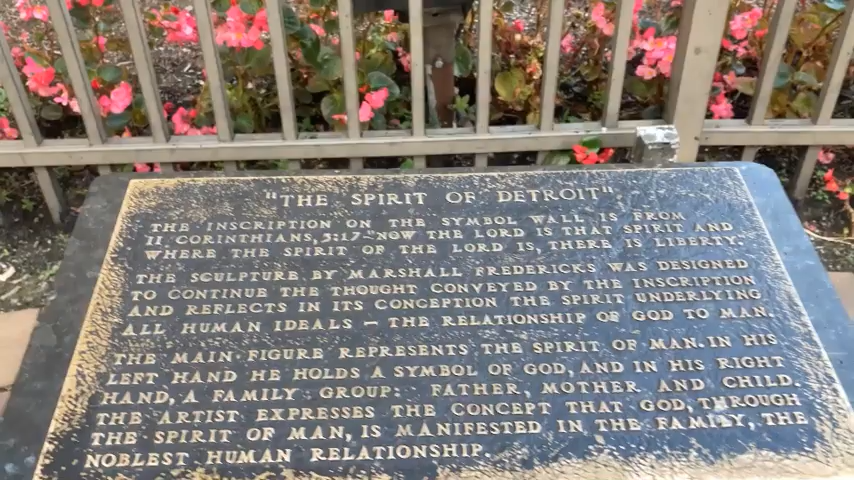 "THE SPIRIT OF DETROIT"
THE INSCRIPTION ON THE SYMBOL WALL IS FROM
II CORINTHIANS, 3:17-"NOW THE LORD IS THAT SPIRIT AND
WHERE THE SPIRIT OF THE LORD IS, THERE IS LIBERTY."
THE SCULPTURE BY MARSHALL FREDERICKS WAS DESIGNED
TO CONTINUE THE THOUGHT CONVEYED BY THE INSCRIPTION
AND REFLECTS IN ITS CONCEPTION THE SPIRIT UNDERLYING
ALL HUMAN IDEALS — THE RELATIONSHIP OF GOD TO MAN.
THE MAIN FIGURE REPRESENTS THE SPIRIT OF MAN. IN HIS
LEFT HAND HE HOLDS A SYMBOL OF GOD, AND IN HIS RIGHT
HAND, A FAMILY GROUP: FATHER, MOTHER AND CHILD.
THE ARTIST EXPRESSES THE CONCEPT THAT GOD, THROUGH
THE SPIRIT OF MAN, IS MANIFESTED IN THE FAMILY, THE
NOBLEST HUMAN RELATIONSHIP.